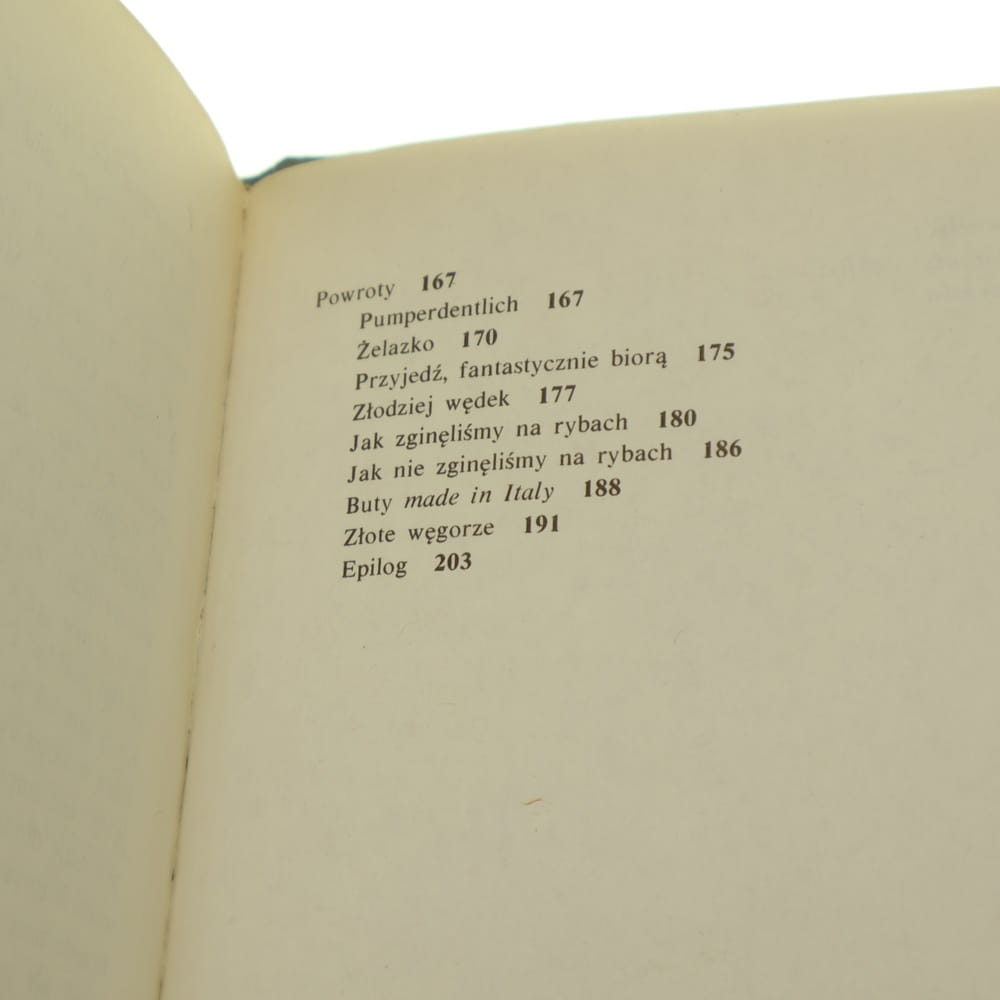 Powroty 167
Pumperdentlich 167
Żelazko 170
Przyjedź, fantastycznie biorą 175
Złodziej wędek 177
Jak zginęliśmy na rybach 180
Jak nie zginęliśmy na rybach 186
Buty made in Italy 188
Złote węgorze 191
Epilog 203